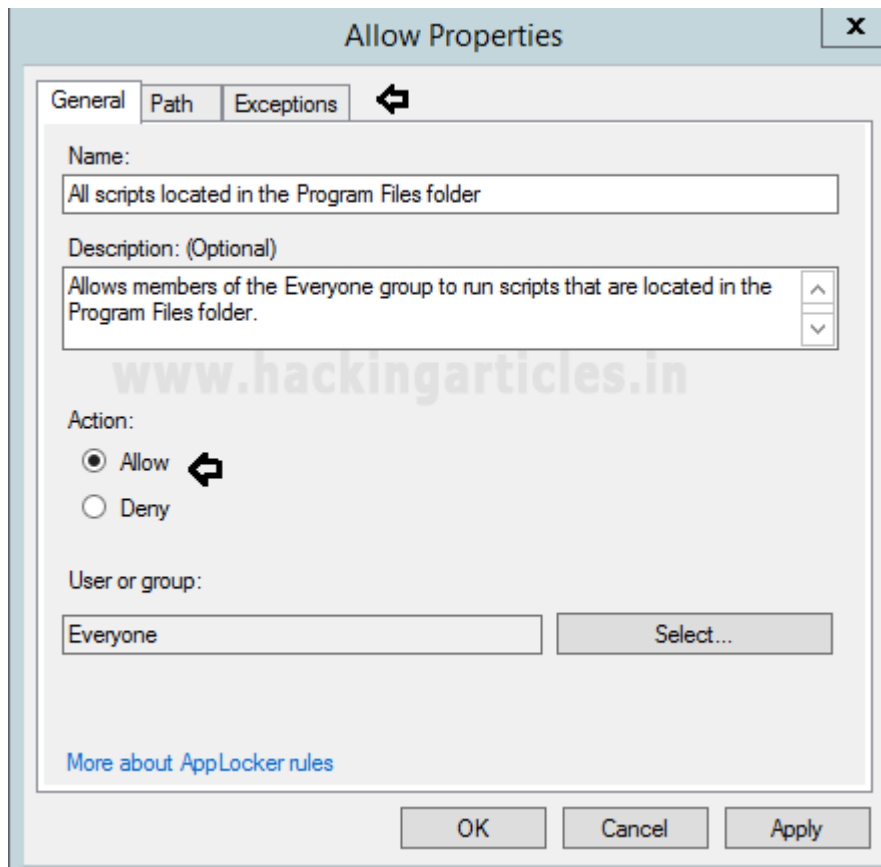 Allow Properties
x
General
Path
Exceptions
Name:
All scripts located in the Program Files folder
Description: (Optional)
Allows members of the Everyone group to run scripts that are located in the
Program Files folder.
www.hackingarticles.in
Action:
Allow
Deny
User or group:
Everyone
Select...
More about AppLocker rules
OK
Cancel
Apply